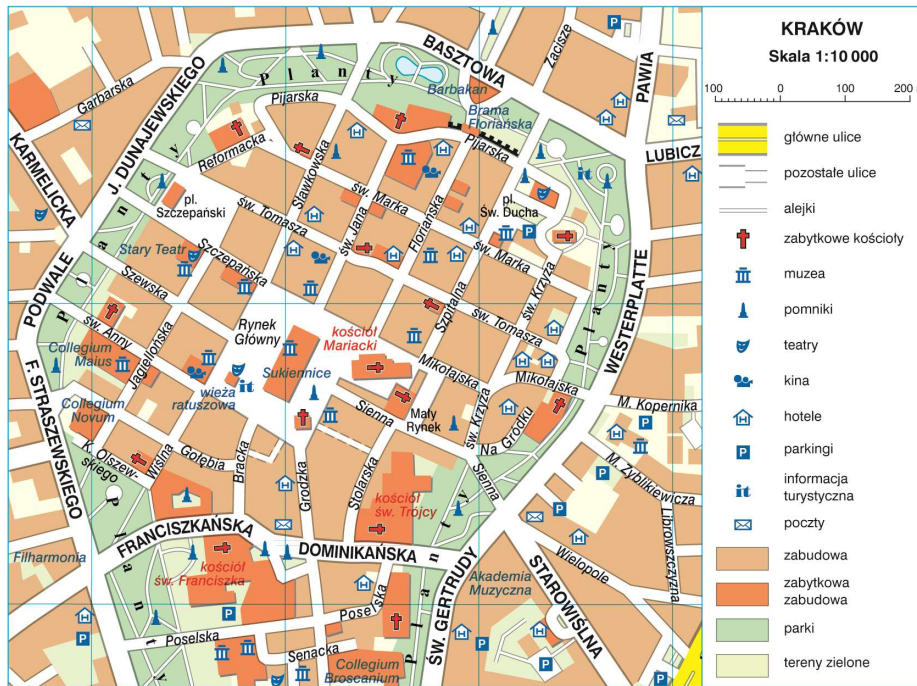 KRAKÓW
Skala 1:10 000
100 0 100 200
główne ulice
pozostałe ulice
alejki
zabytkowe kościoły
muzea
pomniki
teatry
kina
hotele
P
parkingi
it
informacja
turystyczna
poczty
zabudowa
zabytkowa
zabudowa
parki
tereny zielone
BASZTOWA
Zacisze
PAWIA
P
Garbarska
Planty
Barbakan
Brama
Floriańska
Pijarska
Pijarska
LUBICZ
KARMELICKA
J. DUNAJEWSKIEGO
Reformacka
Sławkowska
it
pl.
Szczepański
św. Tomasza
św. Jana
św. Marka
Floriańska
pl.
Św. Ducha
P
Planty
Stary Teatr
Szczepańska
św. Marka
św. Krzyża
Planty
WESTERPLATTE
PODWALE
Szewska
św. Anny
Jagiellońska
Rynek
Główny
kościół
Mariacki
Szpitalna
św. Tomasza
Collegium
Maius
Sukiennice
wieża
ratuszowa
it
Mikołajska
Mikołajska
F. STRASZEWSKIEGO
Collegium
Novum
Sienna
Mały
Rynek
św. Krzyża
Na Gródku
M. Kopernika
P
K. Olszew-
skiego
Wiślna
Gołębia
Bracka
Grodzka
Stolarska
Sienna
M. Zyblikiewicza
P
P
P
Librowszczyzna
kościół
św. Trójcy
Planty
FRANCISZKAŃSKA
DOMINIKAŃSKA
Wielopole
Filharmonia
kościół
św. Franciszka
ŚW. GERTRUDY
Akademia
Muzyczna
STAROWIŚLNA
Planty
P
P
Poselska
Poselska
Senacka
Collegium
Broscanium
P
P
P
P